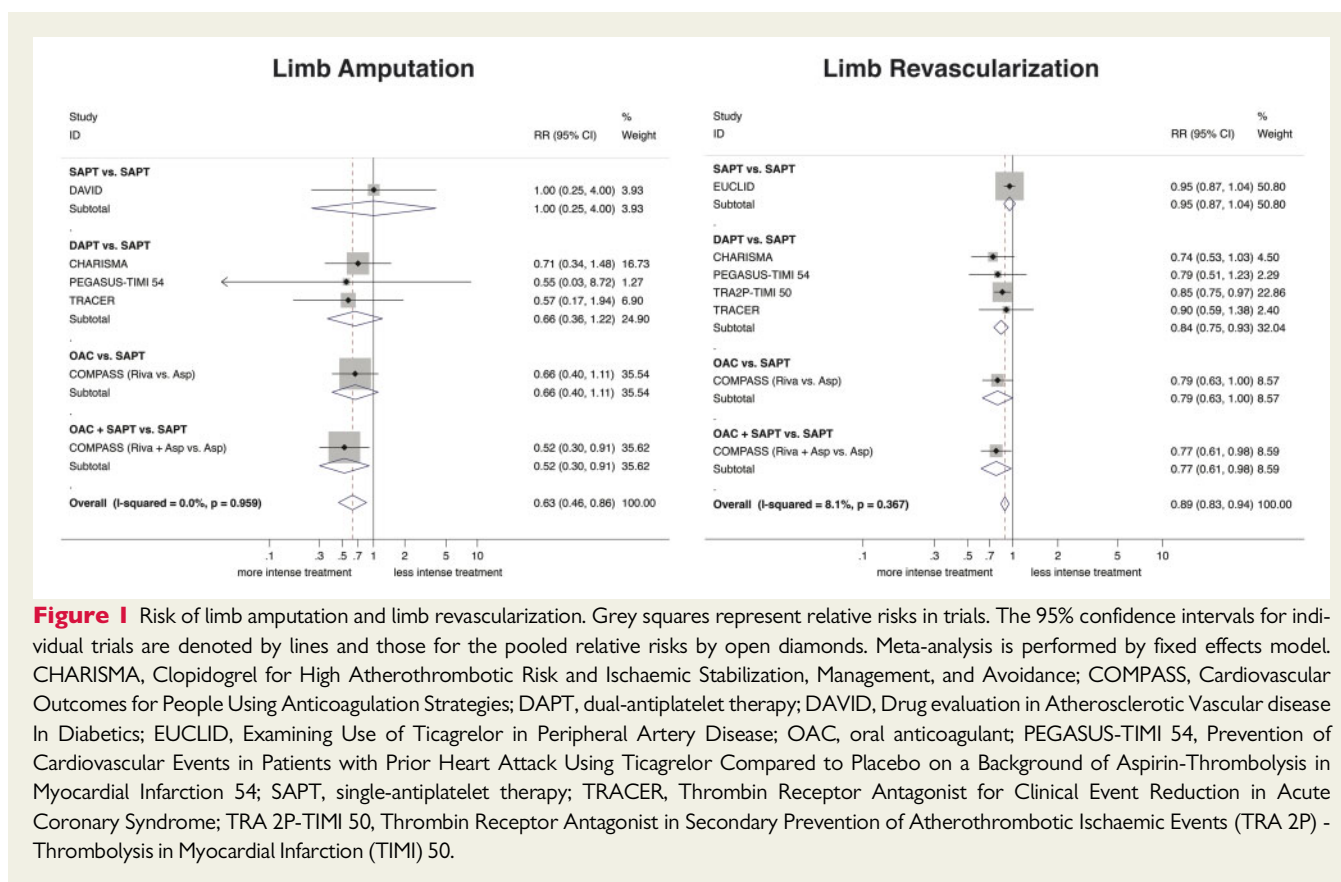 Limb Amputation
Study %
ID RR (95% CI) Weight
SAPT vs. SAPT
DAVID 1.00 (0.25, 4.00) 3.93
Subtotal 1.00 (0.25, 4.00) 3.93
.
DAPT vs. SAPT
CHARISMA 0.71 (0.34, 1.48) 16.73
PEGASUS-TIMI 54 0.55 (0.03, 8.72) 1.27
TRACER 0.57 (0.17, 1.94) 6.90
Subtotal 0.66 (0.36, 1.22) 24.90
.
OAC vs. SAPT
COMPASS (Riva vs. Asp) 0.66 (0.40, 1.11) 35.54
Subtotal 0.66 (0.40, 1.11) 35.54
.
OAC + SAPT vs. SAPT
COMPASS (Riva + Asp vs. Asp) 0.52 (0.30, 0.91) 35.62
Subtotal 0.52 (0.30, 0.91) 35.62
.
Overall (I-squared = 0.0%, p = 0.959) 0.63 (0.46, 0.86) 100.00
.1 .3 .5 .7 1 2 5 10
more intense treatment less intense treatment
Limb Revascularization
Study %
ID RR (95% CI) Weight
SAPT vs. SAPT
EUCLID 0.95 (0.87, 1.04) 50.80
Subtotal 0.95 (0.87, 1.04) 50.80
.
DAPT vs. SAPT
CHARISMA 0.74 (0.53, 1.03) 4.50
PEGASUS-TIMI 54 0.79 (0.51, 1.23) 2.29
TRA2P-TIMI 50 0.85 (0.75, 0.97) 22.86
TRACER 0.90 (0.59, 1.38) 2.40
Subtotal 0.84 (0.75, 0.93) 32.04
.
OAC vs. SAPT
COMPASS (Riva vs. Asp) 0.79 (0.63, 1.00) 8.57
Subtotal 0.79 (0.63, 1.00) 8.57
.
OAC + SAPT vs. SAPT
COMPASS (Riva + Asp vs. Asp) 0.77 (0.61, 0.98) 8.59
Subtotal 0.77 (0.61, 0.98) 8.59
.
Overall (I-squared = 8.1%, p = 0.367) 0.89 (0.83, 0.94) 100.00
.1 .3 .5 .7 1 2 5 10
more intense treatment less intense treatment
Figure 1 Risk of limb amputation and limb revascularization. Grey squares represent relative risks in trials. The 95% confidence intervals for indi-
vidual trials are denoted by lines and those for the pooled relative risks by open diamonds. Meta-analysis is performed by fixed effects model.
CHARISMA, Clopidogrel for High Atherothrombotic Risk and Ischaemic Stabilization, Management, and Avoidance; COMPASS, Cardiovascular
Outcomes for People Using Anticoagulation Strategies; DAPT, dual-antiplatelet therapy; DAVID, Drug evaluation in Atherosclerotic Vascular disease
In Diabetics; EUCLID, Examining Use of Ticagrelor in Peripheral Artery Disease; OAC, oral anticoagulant; PEGASUS-TIMI 54, Prevention of
Cardiovascular Events in Patients with Prior Heart Attack Using Ticagrelor Compared to Placebo on a Background of Aspirin-Thrombolysis in
Myocardial Infarction 54; SAPT, single-antiplatelet therapy; TRACER, Thrombin Receptor Antagonist for Clinical Event Reduction in Acute
Coronary Syndrome; TRA 2P-TIMI 50, Thrombin Receptor Antagonist in Secondary Prevention of Atherothrombotic Ischaemic Events (TRA 2P) -
Thrombolysis in Myocardial Infarction (TIMI) 50.